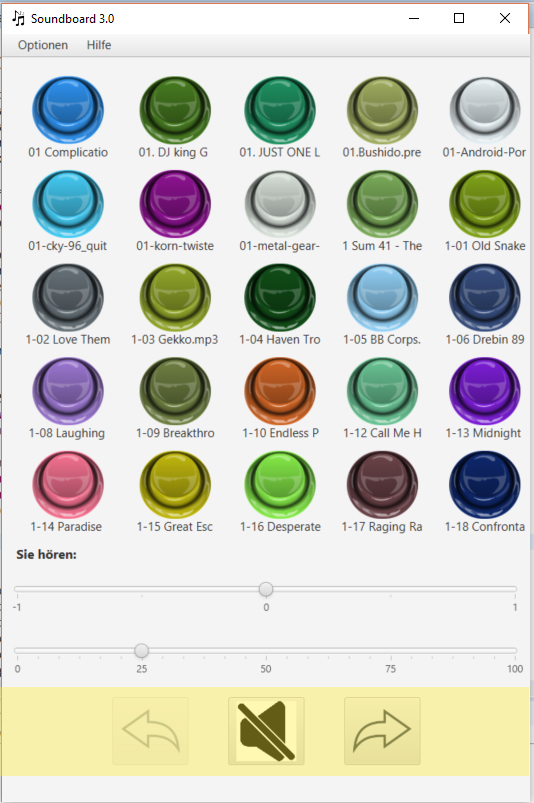 Soundboard 3.0
Optionen Hilfe
01 Complicatio 01. DJ king G 01. JUST ONE L 01.Bushido.pre 01-Android-Por
01-cky-96_quit 01-korn-twiste 01-metal-gear- 1 Sum 41 - The 1-01 Old Snake
1-02 Love Them 1-03 Gekko.mp3 1-04 Haven Tro 1-05 BB Corps. 1-06 Drebin 89
1-08 Laughing 1-09 Breakthro 1-10 Endless P 1-12 Call Me H 1-13 Midnight
1-14 Paradise 1-15 Great Esc 1-16 Desperate 1-17 Raging Ra 1-18 Confronta
Sie hören:
-1 0 1
0 25 50 75 100